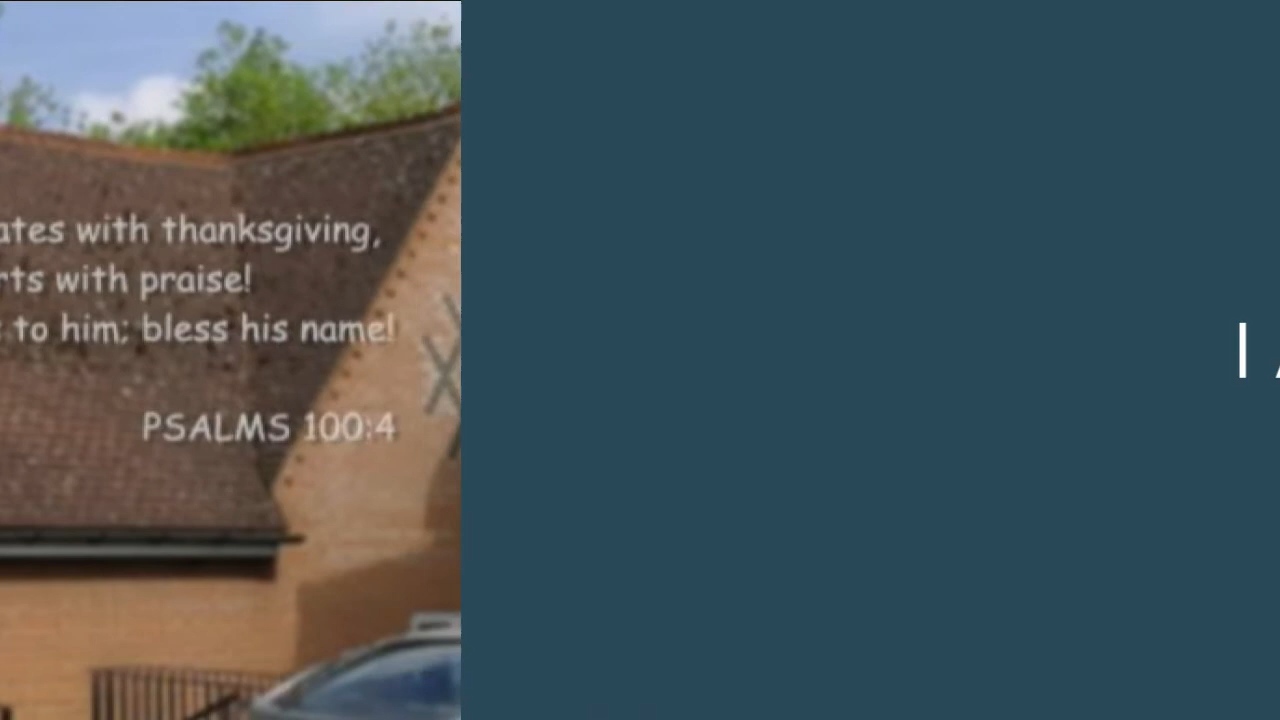 ates with thanksgiving,
rts with praise!
to him; bless his name!
PSALMS 100:4
I